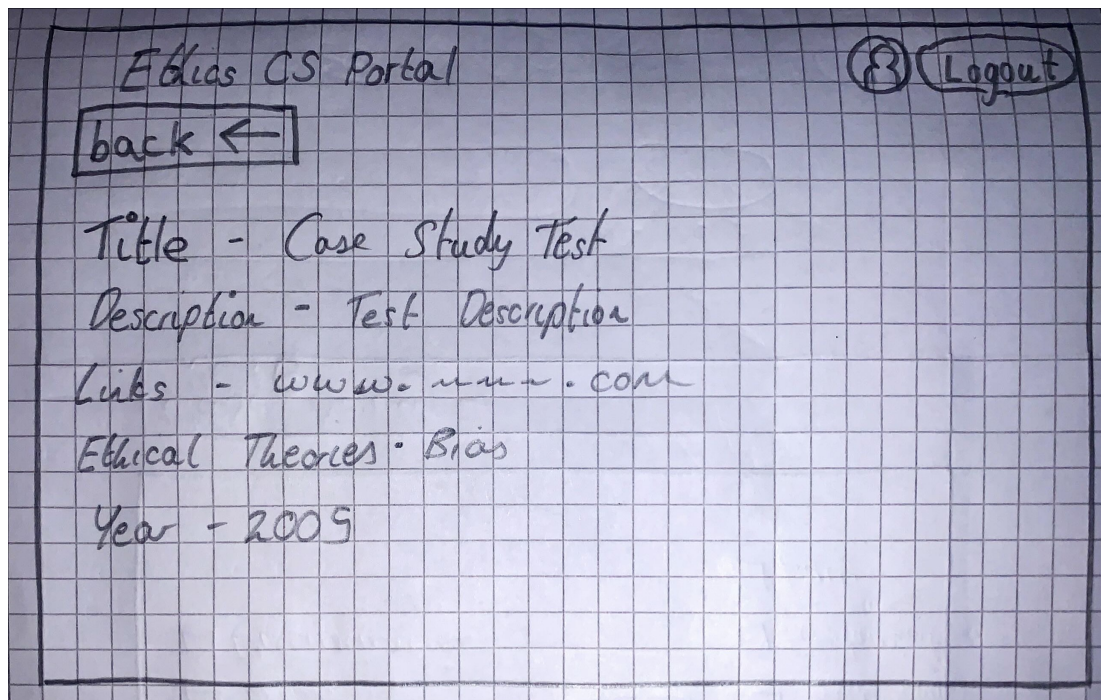 Ethics CS Portal
Logout
back ←
Title - Case Study Test
Description - Test Description
Links - www. .com
Ethical Theories - Bias
Year - 2005